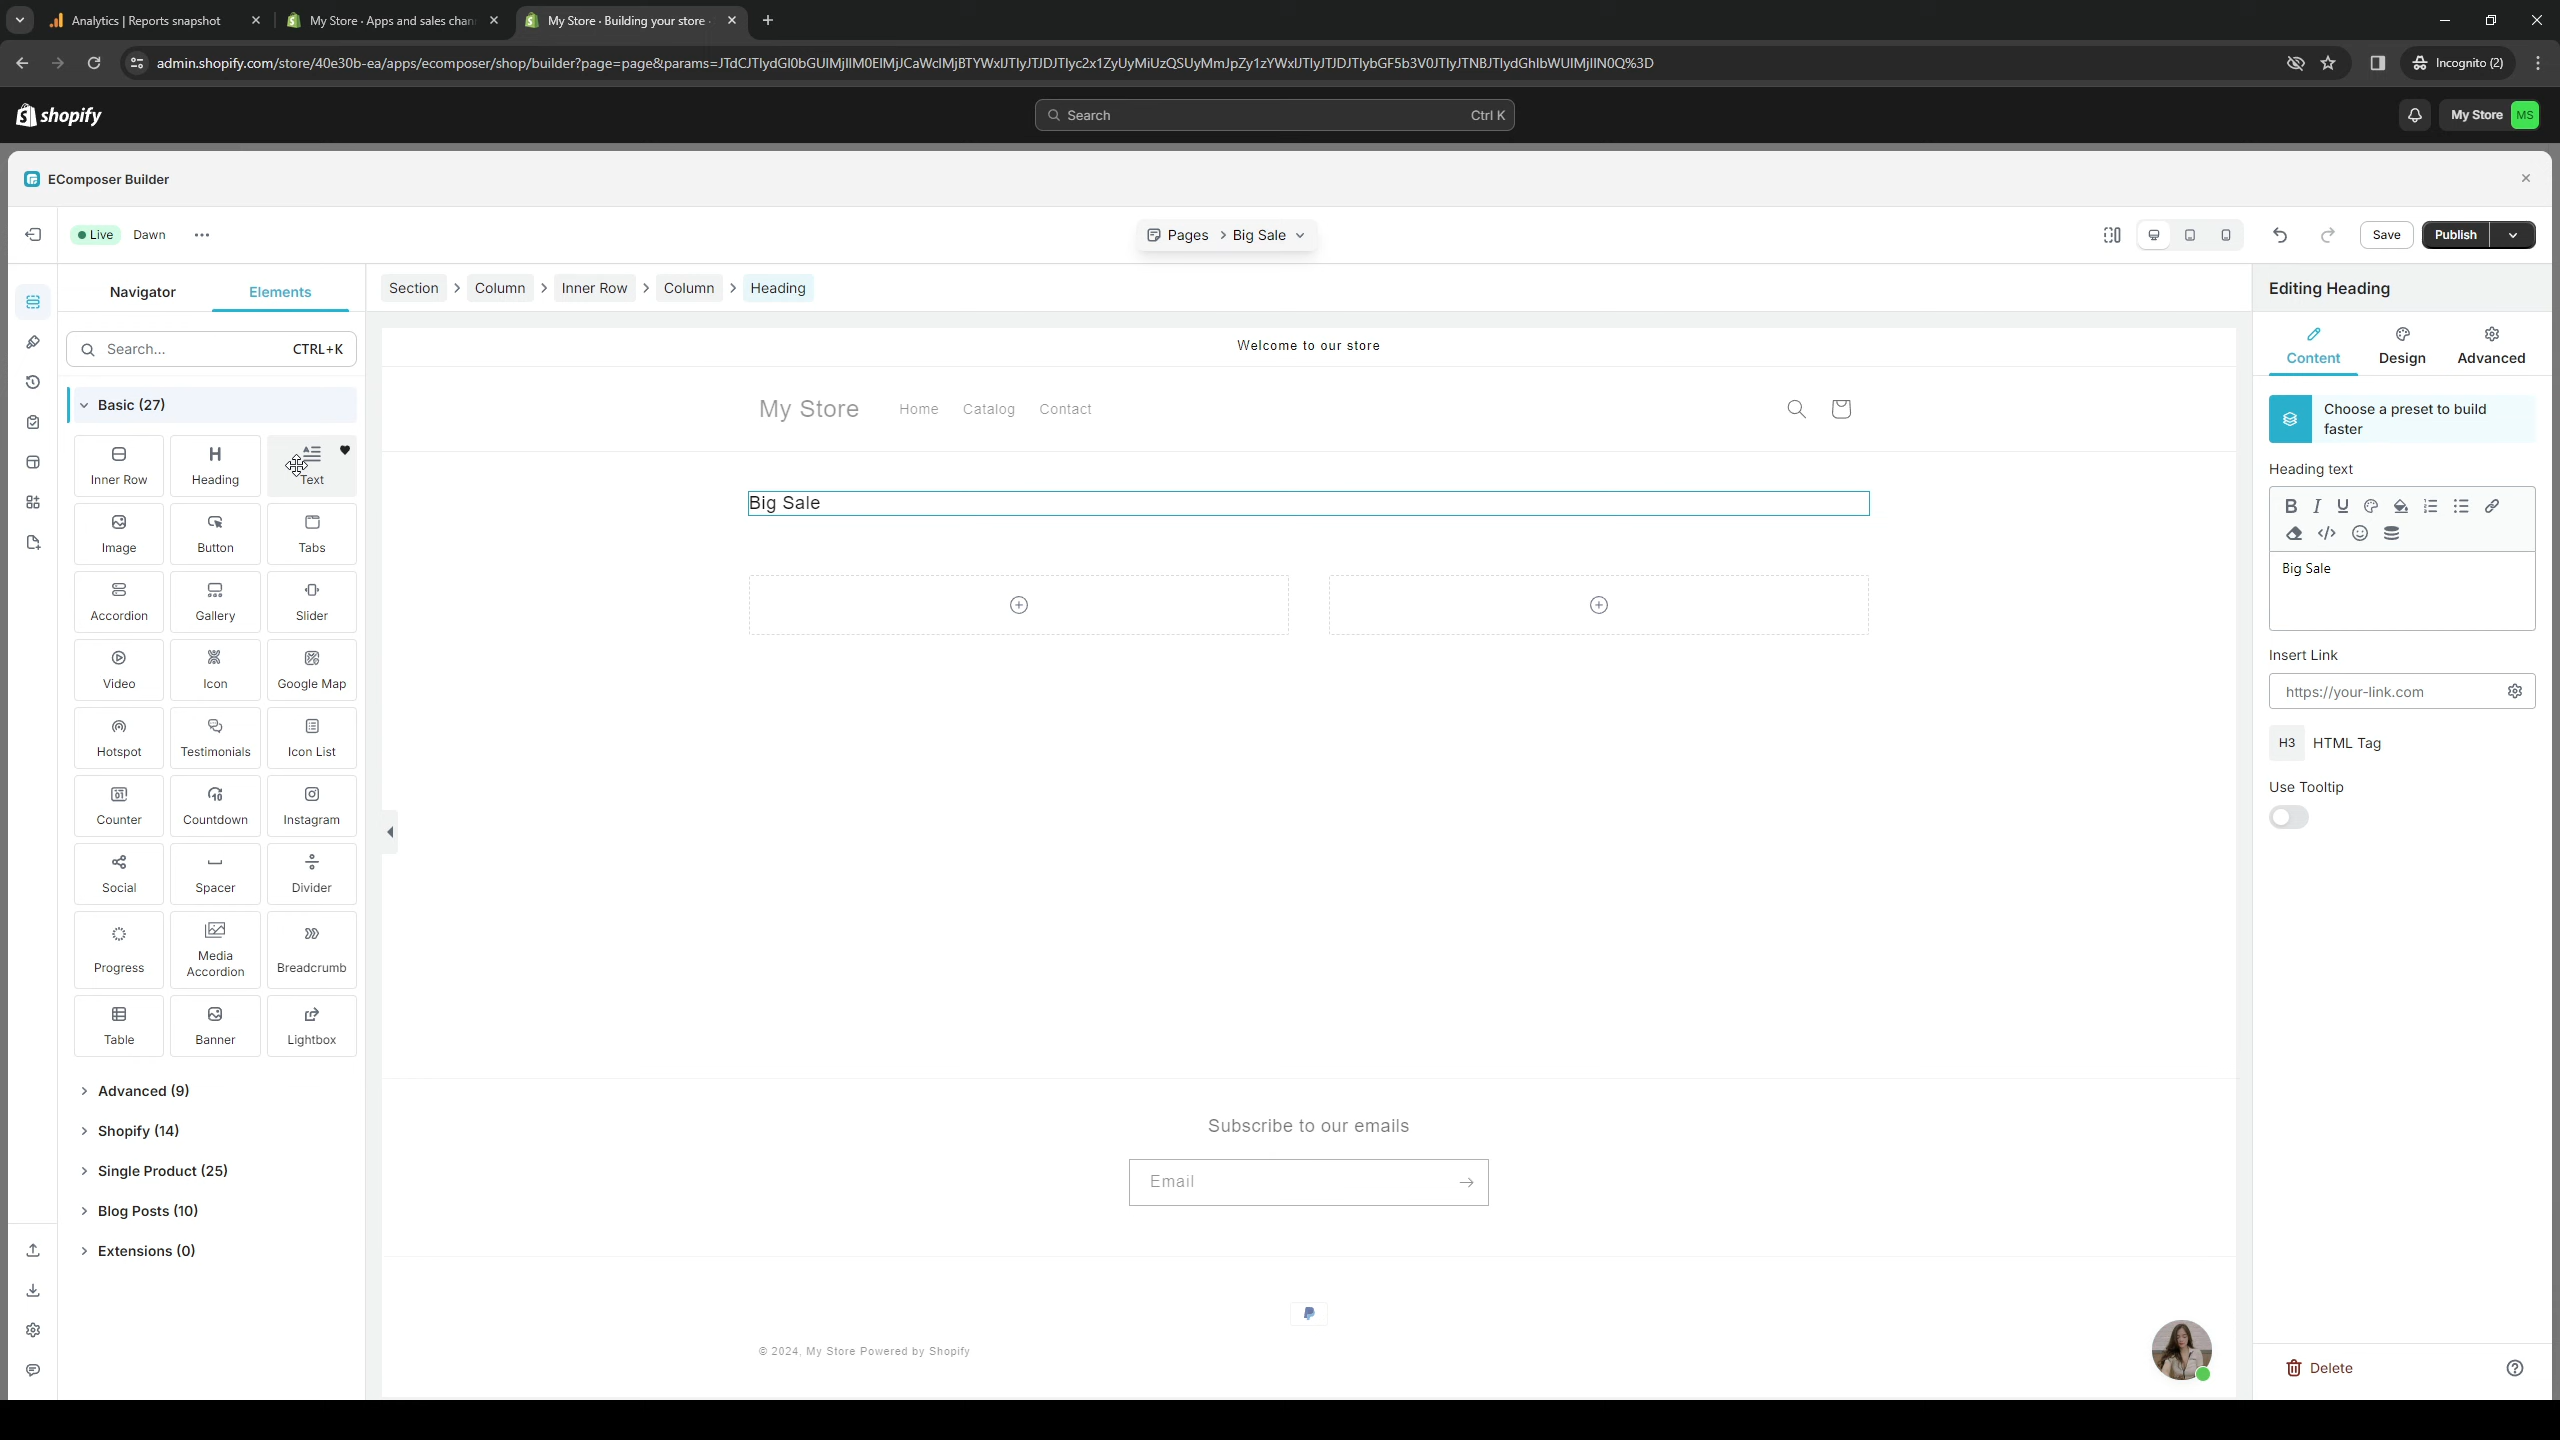 Analytics | Reports snapshot
My Store · Apps and sales chan
My Store · Building your store ·
admin.shopify.com/store/40e30b-ea/apps/ecomposer/shop/builder?page=page&params=
Incognito (2)
shopify
Search
Ctrl K
My Store
MS
EComposer Builder
Live
Dawn
Pages > Big Sale
Save
Publish
Navigator
Elements
Section > Column > Inner Row > Column > Heading
Editing Heading
Search...
CTRL+K
Basic (27)
Inner Row
Heading
Text
Image
Button
Tabs
Accordion
Gallery
Slider
Video
Icon
Google Map
Hotspot
Testimonials
Icon List
Counter
Countdown
Instagram
Social
Spacer
Divider
Progress
Media
Accordion
Breadcrumb
Table
Banner
Lightbox
Advanced (9)
Shopify (14)
Single Product (25)
Blog Posts (10)
Extensions (0)
Welcome to our store
My Store
Home
Catalog
Contact
Big Sale
Subscribe to our emails
Email
© 2024, My Store Powered by Shopify
Content
Design
Advanced
Choose a preset to build
faster
Heading text
Big Sale
Insert Link
https://your-link.com
H3
HTML Tag
Use Tooltip
Delete